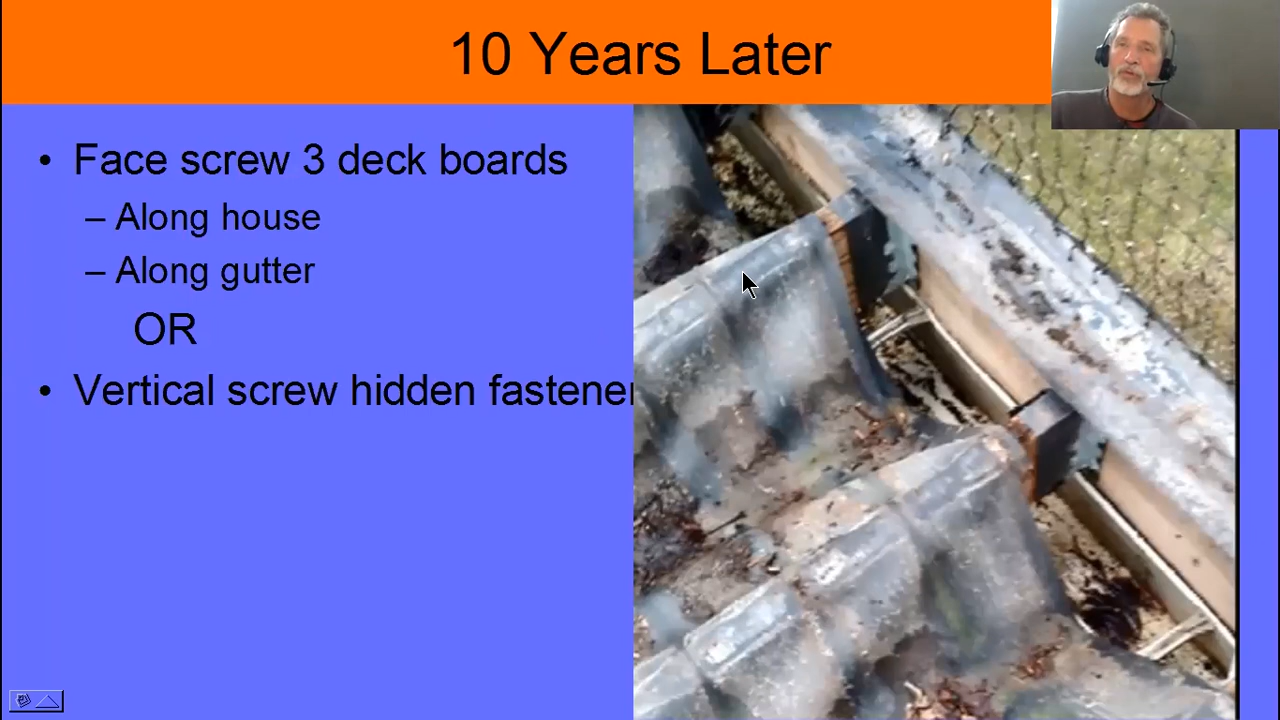 10 Years Later
• Face screw 3 deck boards
– Along house
– Along gutter
OR
• Vertical screw hidden fastener